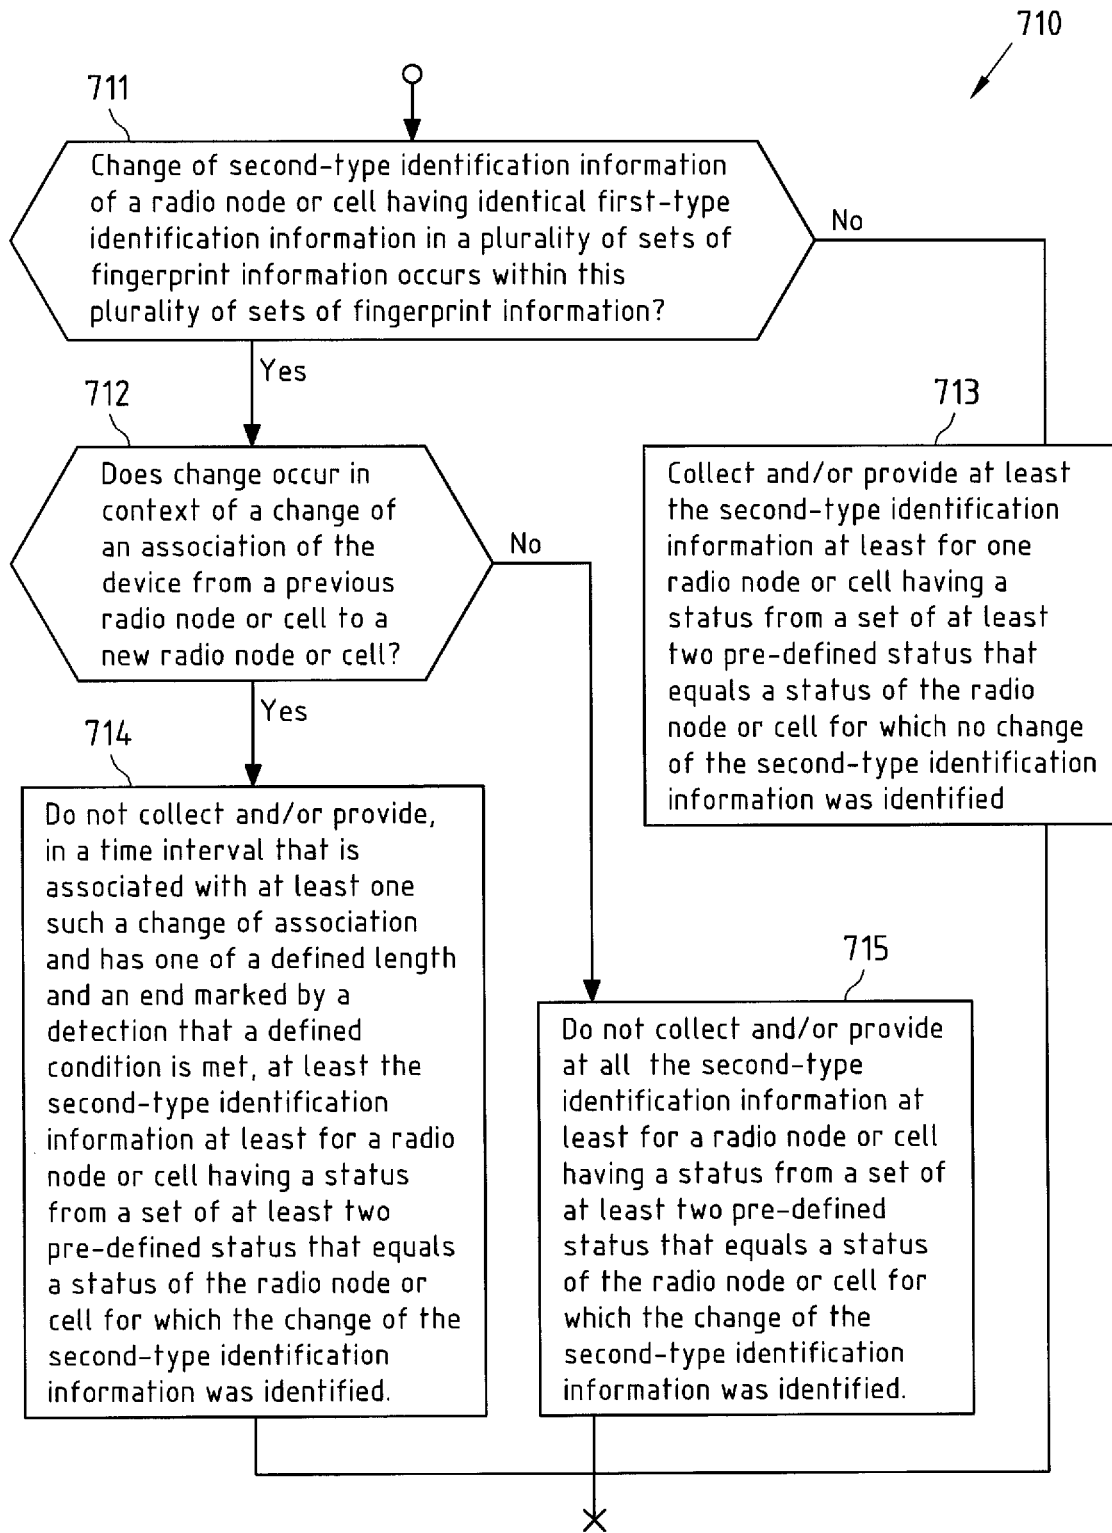 710
711
Change of second-type identification information
of a radio node or cell having identical first-type
identification information in a plurality of sets of
fingerprint information occurs within this
plurality of sets of fingerprint information?
No
Yes
712
Does change occur in
context of a change of
an association of the
device from a previous
radio node or cell to a
new radio node or cell?
No
Yes
713
Collect and/or provide at least
the second-type identification
information at least for one
radio node or cell having a
status from a set of at least
two pre-defined status that
equals a status of the radio
node or cell for which no change
of the second-type identification
information was identified
714
Do not collect and/or provide,
in a time interval that is
associated with at least one
such a change of association
and has one of a defined length
and an end marked by a
detection that a defined
condition is met, at least the
second-type identification
information at least for a radio
node or cell having a status
from a set of at least two
pre-defined status that equals
a status of the radio node or
cell for which the change of the
second-type identification
information was identified.
715
Do not collect and/or provide
at all the second-type
identification information at
least for a radio node or cell
having a status from a set of
at least two pre-defined
status that equals a status
of the radio node or cell for
which the change of the
second-type identification
information was identified.